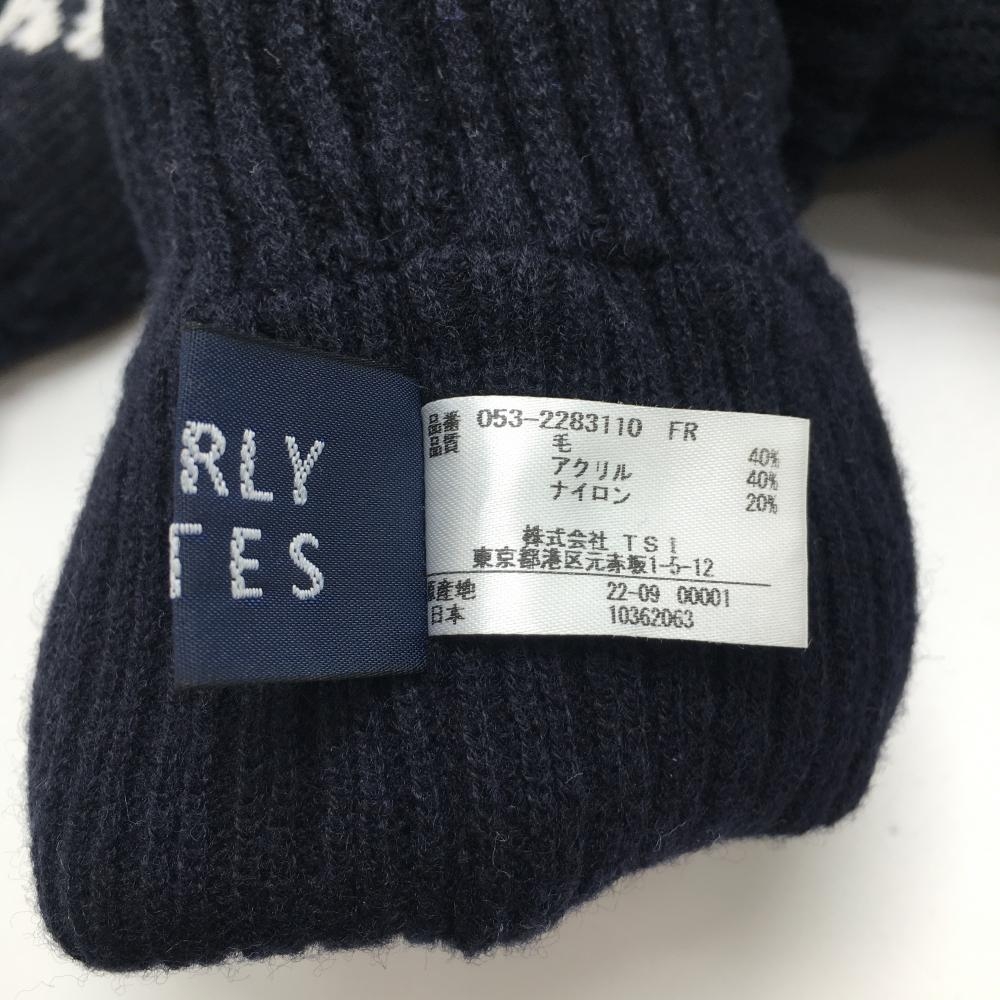 RLY
TES
品番 053-2283110 FR
品質 毛 40%
アクリル 40%
ナイロン 20%
株式会社 TSI
東京都港区元赤坂1-5-12
原産地 22-09 00001
日本 10362063